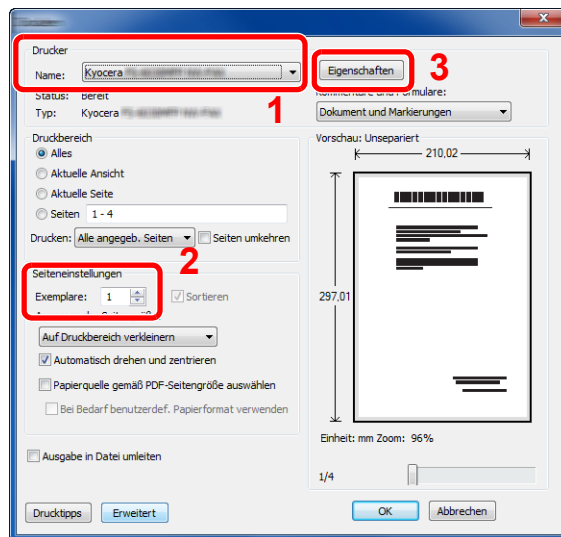 Drucker
Name: Kyocera
Eigenschaften
3
Status: Bereit
1
Kommentare und Formulare:
Typ: Kyocera
Dokument und Markierungen
Druckbereich
Vorschau: Unsepariert
Alles
210,02
Aktuelle Ansicht
Aktuelle Seite
Seiten 1 - 4
Drucken: Alle angegeb. Seiten Seiten umkehren
2
Seiteneinstellungen
Exemplare: 1 Sortieren
297,01
Auf Druckbereich verkleinern
Automatisch drehen und zentrieren
Papierquelle gemäß PDF-Seitengröße auswählen
Bei Bedarf benutzerdef. Papierformat verwenden
Einheit: mm Zoom: 96%
Ausgabe in Datei umleiten
1/4
Drucktipps Erweitert OK Abbrechen